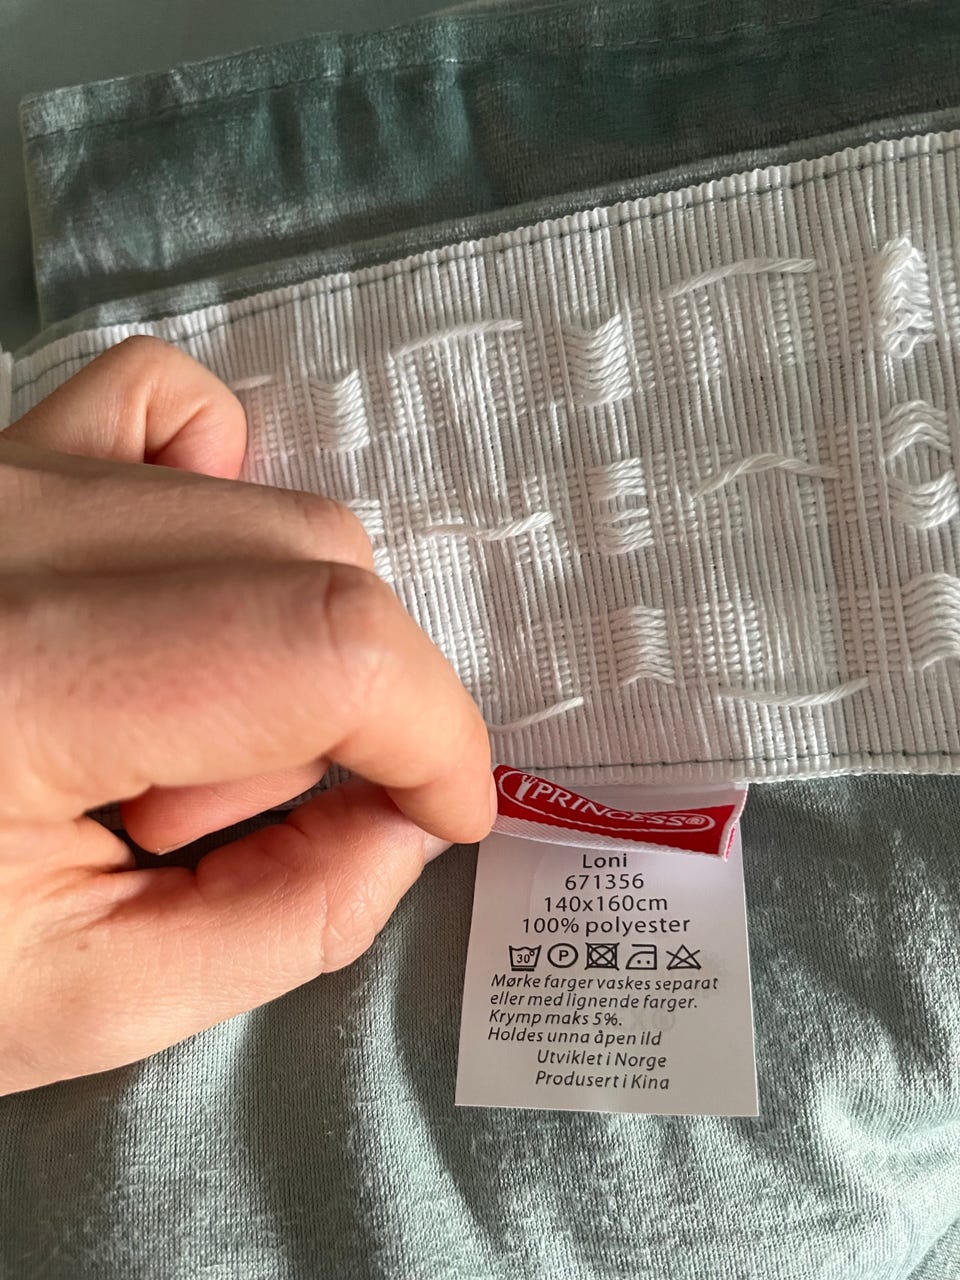 PRINCESS®
Loni
671356
140x160cm
100% polyester
30° P
Mørke farger vaskes separat
eller med lignende farger.
Krymp maks 5%.
Holdes unna åpen ild
Utviklet i Norge
Produsert i Kina